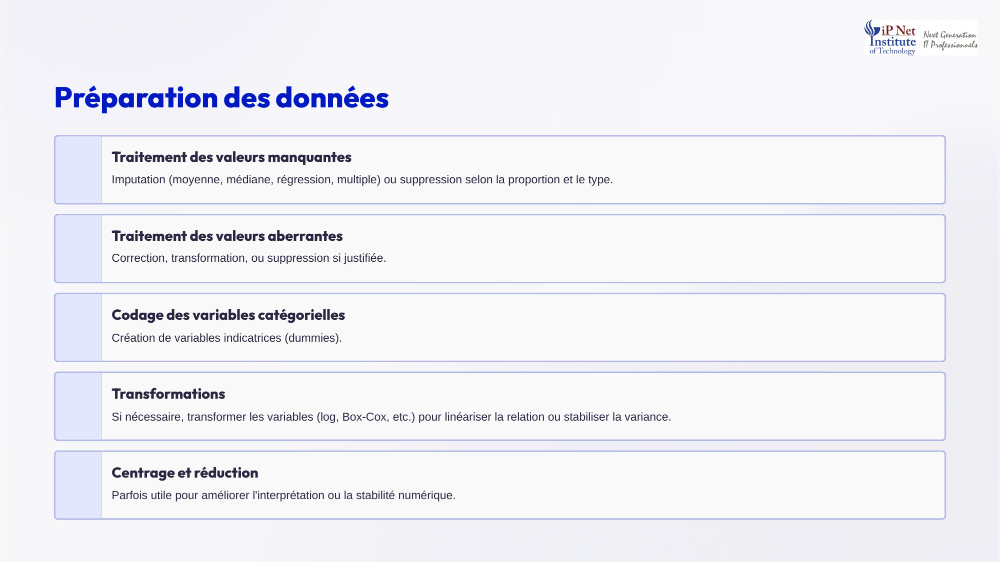 iP Net
Institute
of Technology
Next Generation
IT Professionnels
Préparation des données
Traitement des valeurs manquantes
Imputation (moyenne, médiane, régression, multiple) ou suppression selon la proportion et le type.
Traitement des valeurs aberrantes
Correction, transformation, ou suppression si justifiée.
Codage des variables catégorielles
Création de variables indicatrices (dummies).
Transformations
Si nécessaire, transformer les variables (log, Box-Cox, etc.) pour linéariser la relation ou stabiliser la variance.
Centrage et réduction
Parfois utile pour améliorer l'interprétation ou la stabilité numérique.